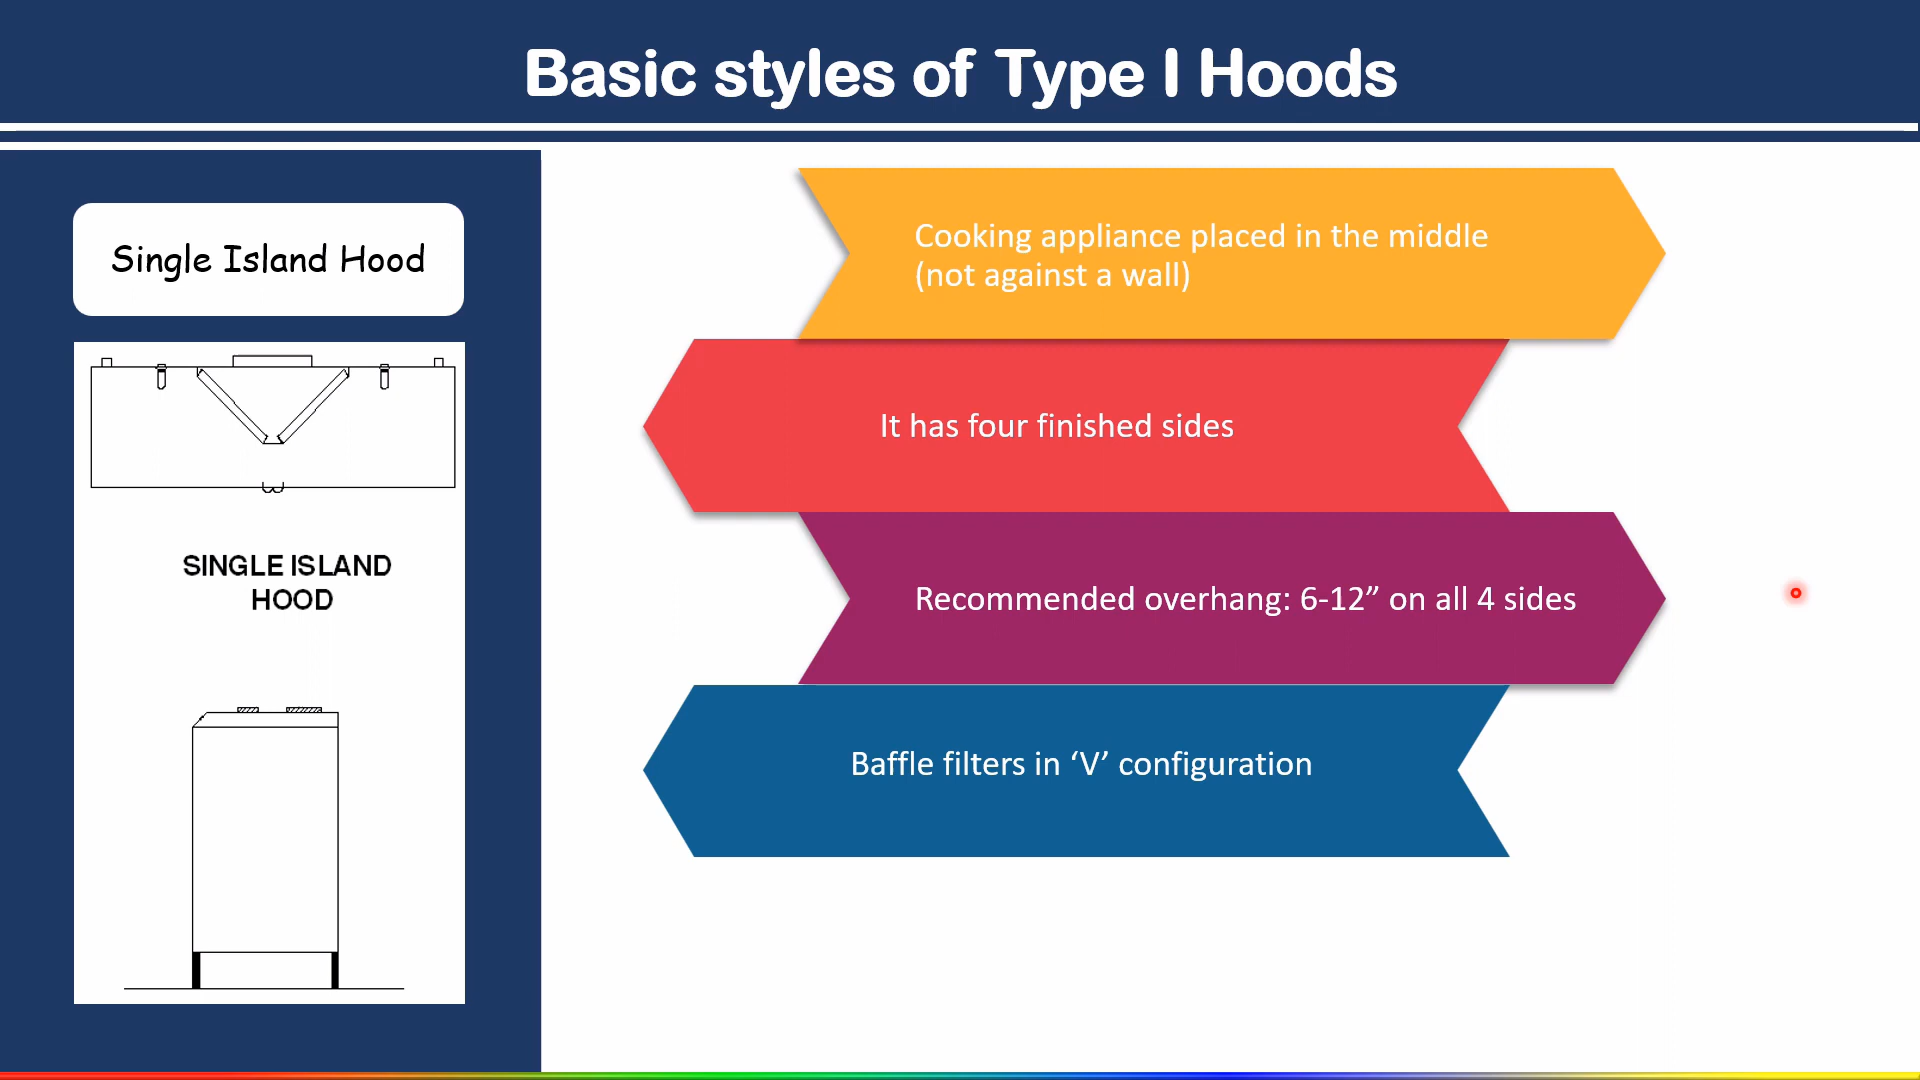 Basic styles of Type I Hoods
Single Island Hood
SINGLE ISLAND
HOOD
Cooking appliance placed in the middle
(not against a wall)
It has four finished sides
Recommended overhang: 6-12” on all 4 sides
Baffle filters in ‘V’ configuration